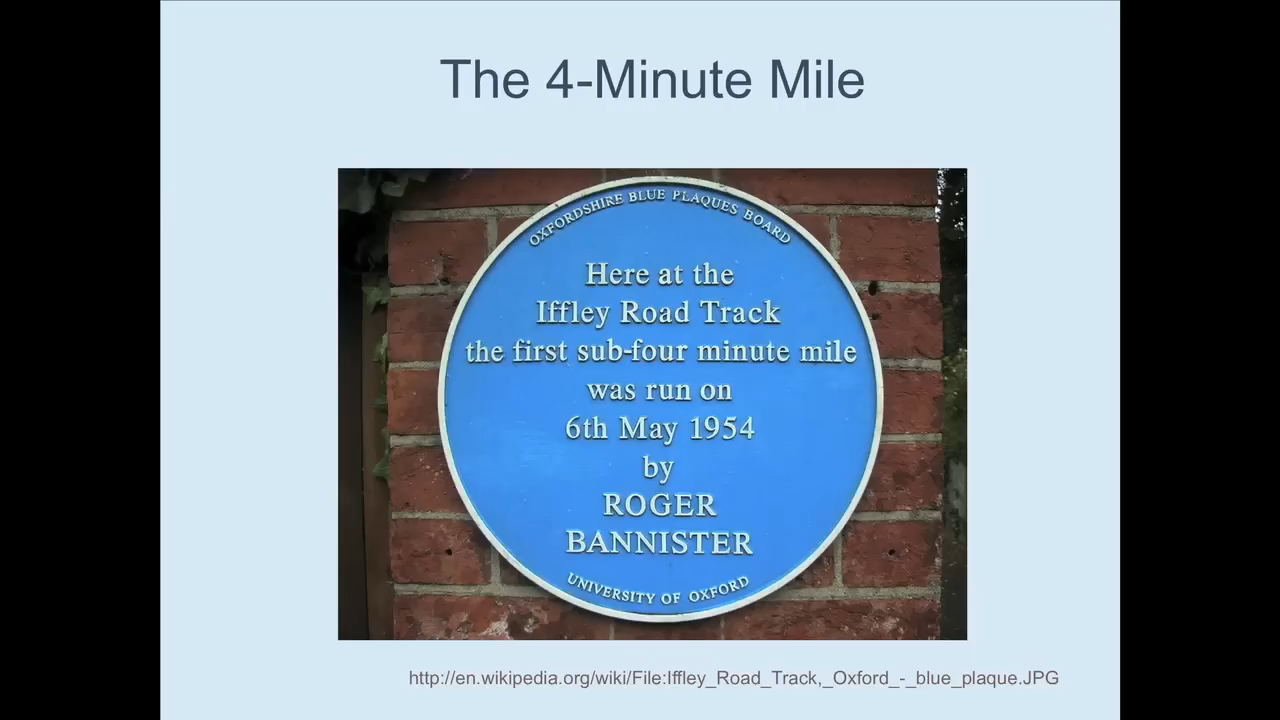 The 4-Minute Mile
OXFORDSHIRE BLUE PLAQUES BOARD
Here at the
Iffley Road Track
the first sub-four minute mile
was run on
6th May 1954
by
ROGER
BANNISTER
UNIVERSITY OF OXFORD
http://en.wikipedia.org/wiki/File:Iffley_Road_Track,_Oxford_-_blue_plaque.JPG